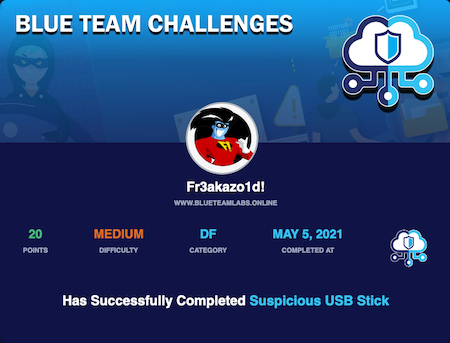 BLUE TEAM CHALLENGES
Fr3akazo1d!
WWW.BLUETEAMLABS.ONLINE
20 MEDIUM DF MAY 5, 2021
POINTS DIFFICULTY CATEGORY COMPLETED AT
Has Successfully Completed Suspicious USB Stick